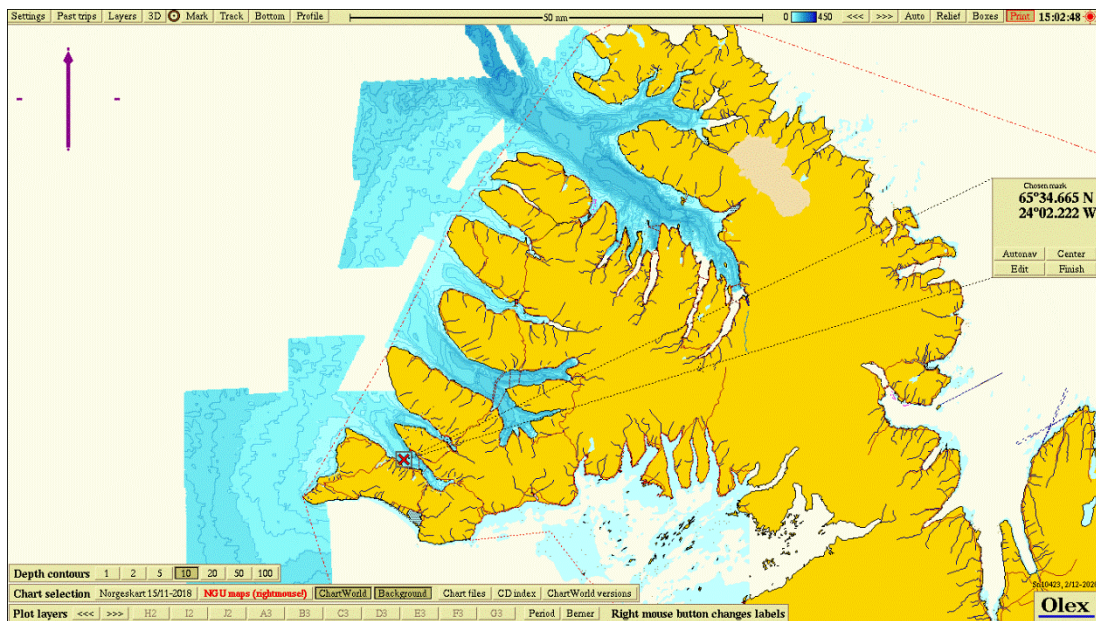 Settings Past trips Layers 3D Mark Track Bottom Profile 50 nm 0 450 <<< >>> Auto Relief Boxes Print 15:02:48
Chosen mark
65°34.665 N
24°02.222 W
Autonav Center
Edit Finish
Depth contours 1 2 5 10 20 50 100
Chart selection Norgeskart 15/11-2018 NGU maps (rightmouse!) ChartWorld Background Chart files CD index ChartWorld versions
Plot layers <<< >>> H2 I2 J2 A3 B3 C3 D3 E3 F3 G3 Period Berner Right mouse button changes labels
Olex